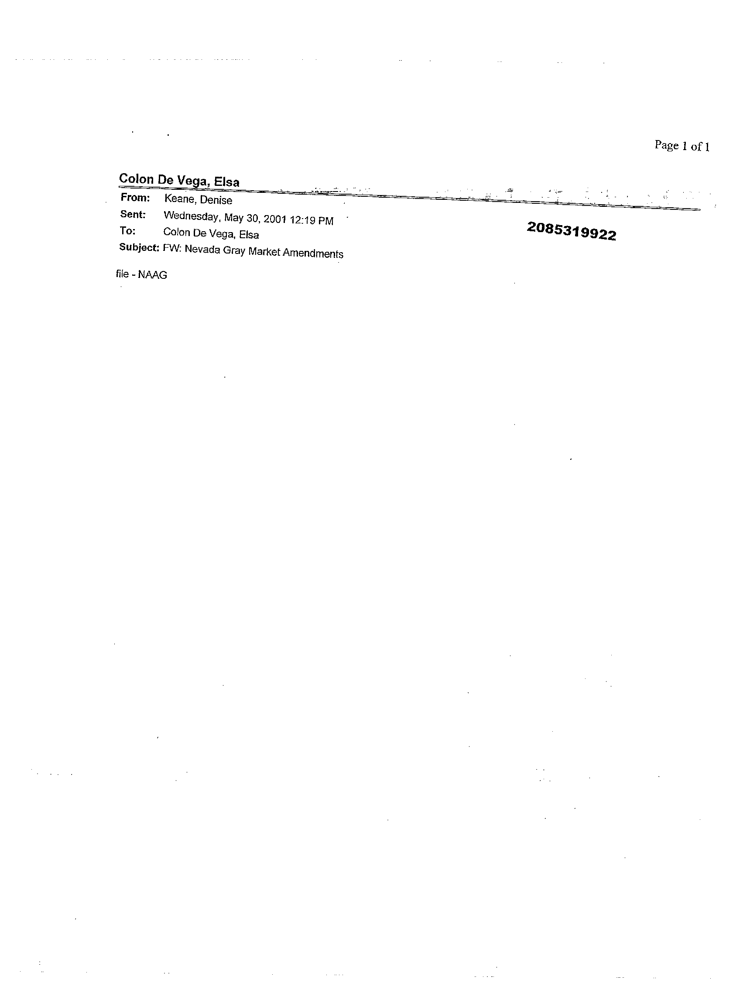 Page 1 of 1
Colon De Vega, Elsa
From: Keane, Denise
Sent: Wednesday, May 30, 2001 12:19 PM
2085319922
To: Colon De Vega, Elsa
Subject: FW: Nevada Gray Market Amendments
file - NAAG